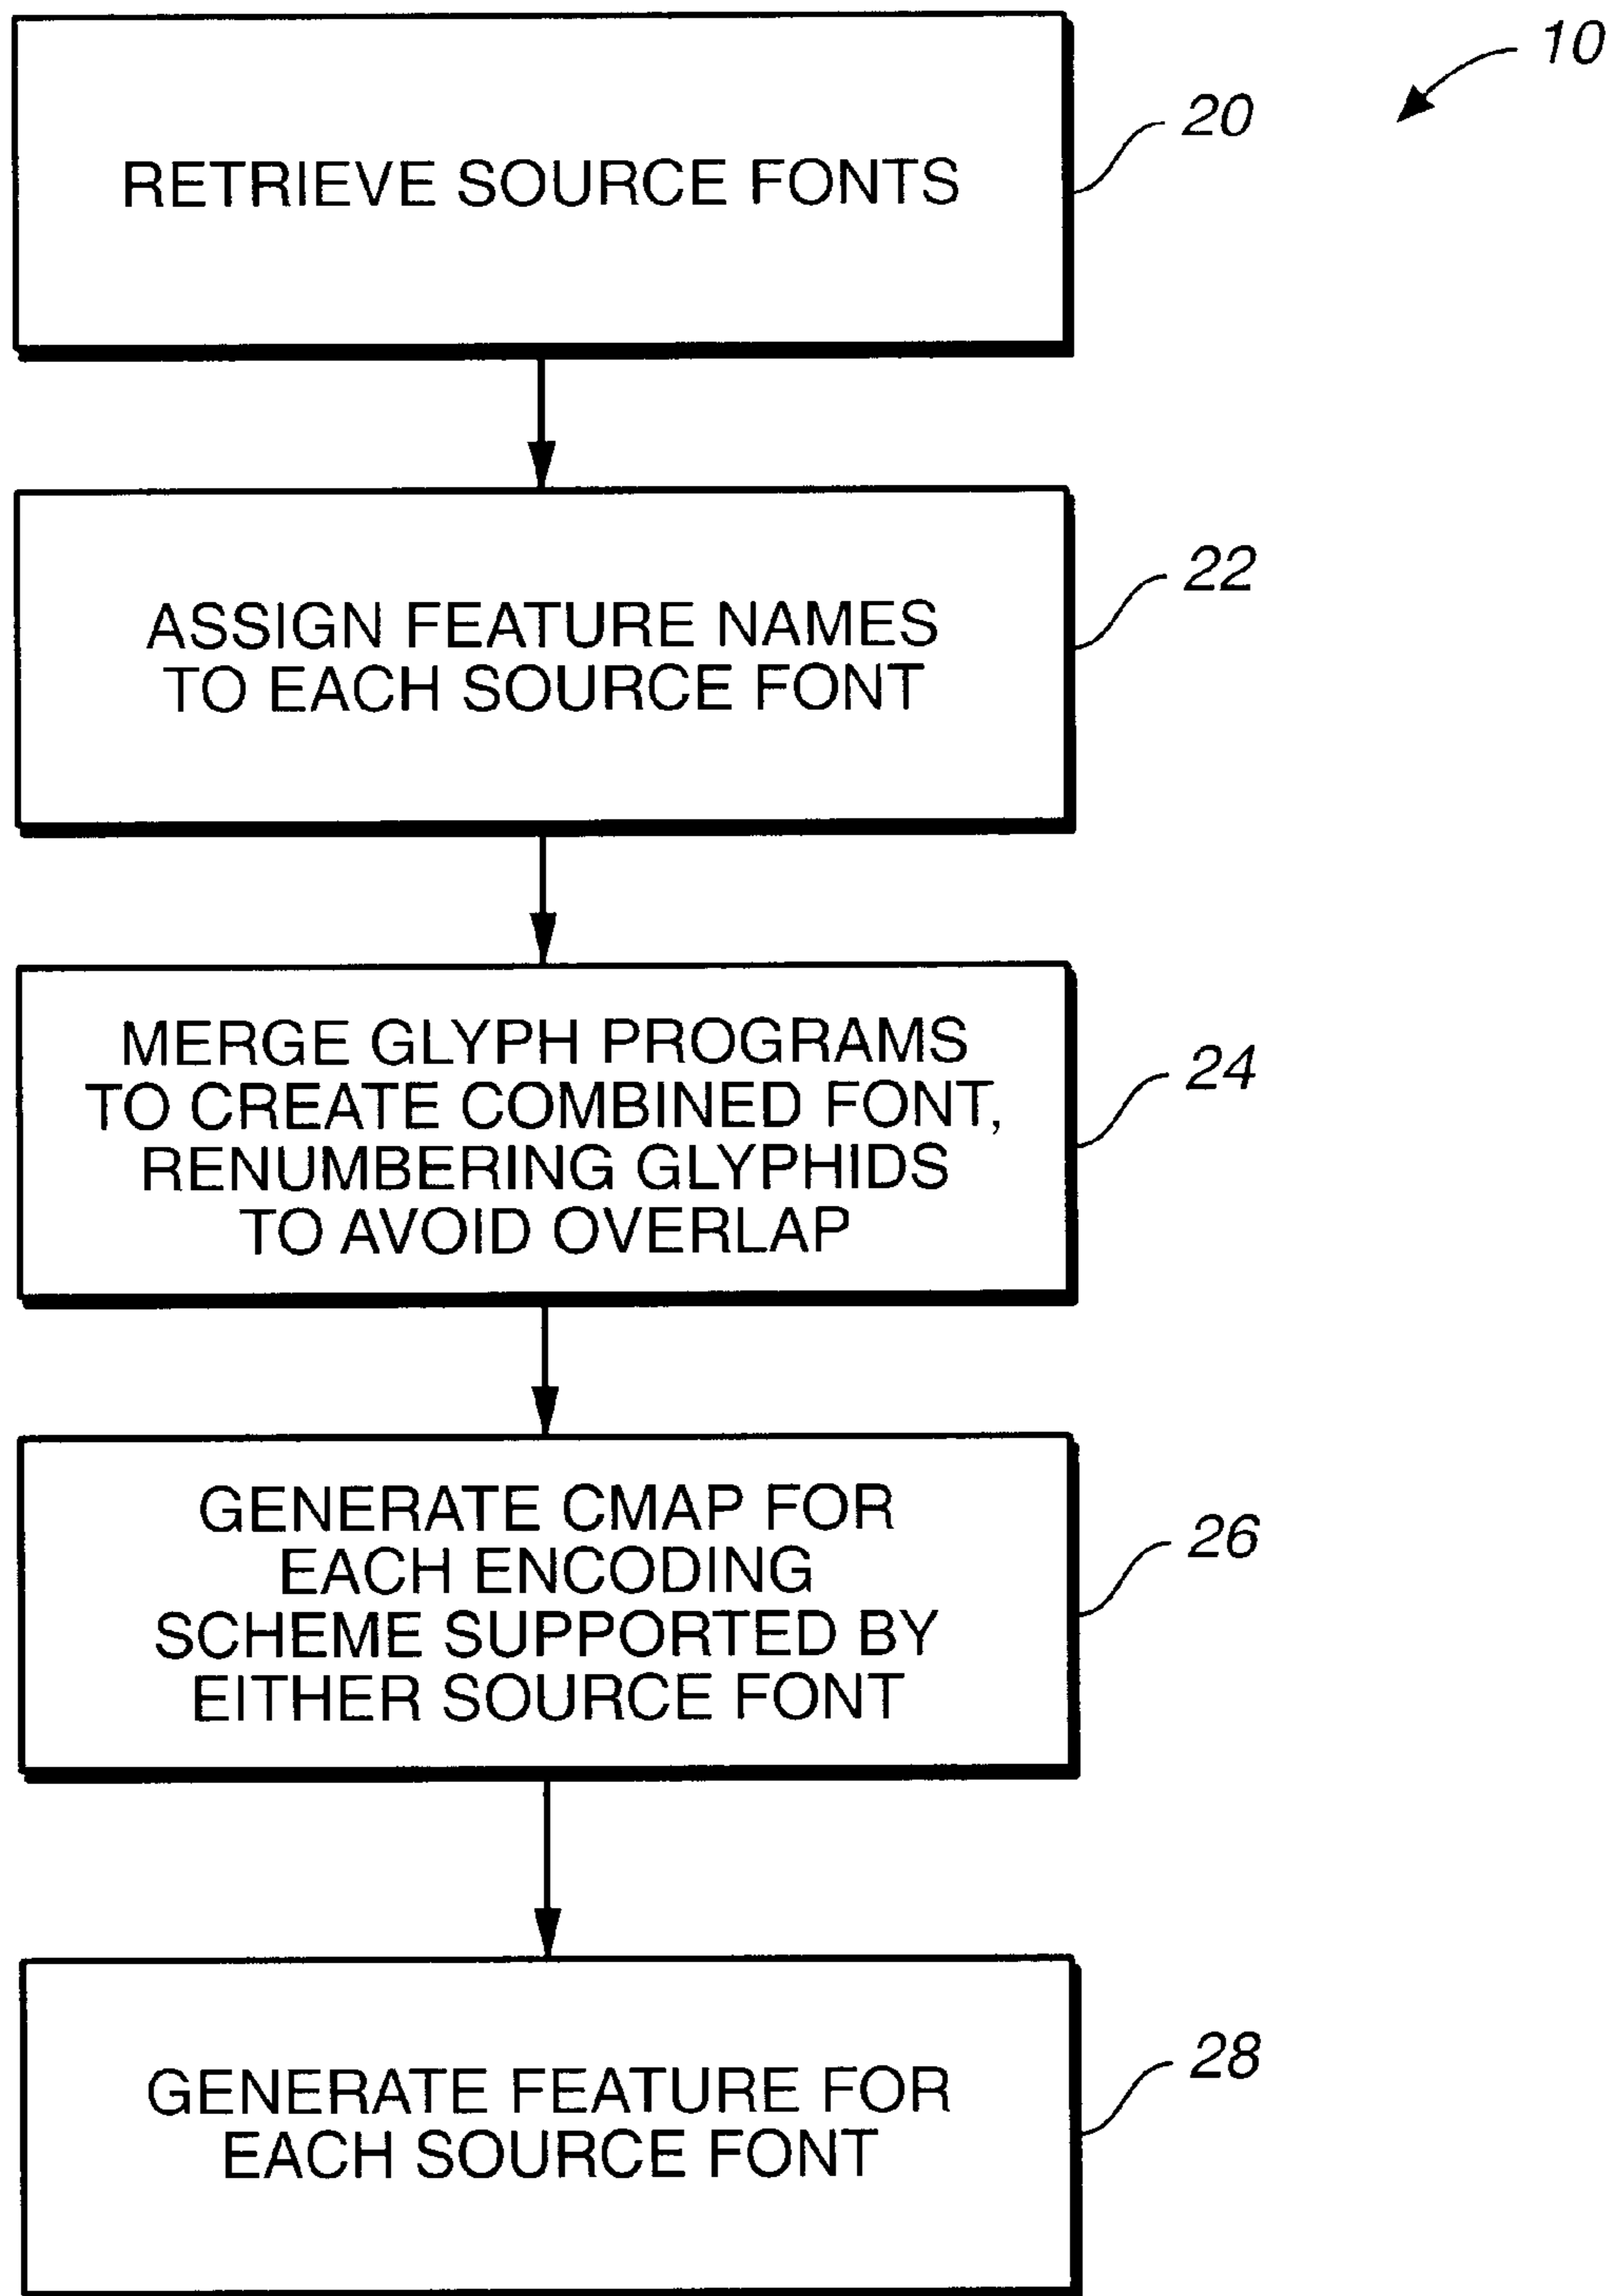 10
20
RETRIEVE SOURCE FONTS
22
ASSIGN FEATURE NAMES
TO EACH SOURCE FONT
24
MERGE GLYPH PROGRAMS
TO CREATE COMBINED FONT,
RENUMBERING GLYPHIDS
TO AVOID OVERLAP
26
GENERATE CMAP FOR
EACH ENCODING
SCHEME SUPPORTED BY
EITHER SOURCE FONT
28
GENERATE FEATURE FOR
EACH SOURCE FONT